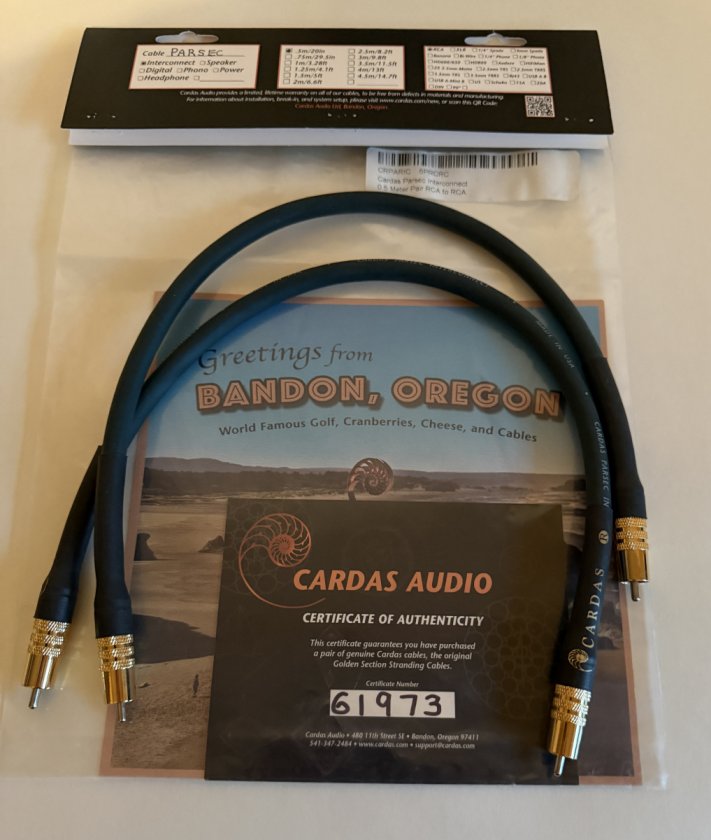 Cable PARSEC
Interconnect Speaker
Digital Phono Power
Headphone
.5m/20in
.75m/29.5in
1m/3.28ft
1.25m/4.1ft
1.5m/5ft
2m/6.6ft
2.5m/8.2ft
3m/9.8ft
3.5m/11.5ft
4m/13ft
4.5m/14.7ft
RCA XLR 1/4" Spade
Cardas Audio provides a limited, lifetime warranty on all of our cables, to be free from defects in materials and manufacturing.
For information about installation, break-in, and system setup, please visit www.cardas.com/new, or scan this QR Code:
Cardas Audio Ltd, Bandon, Oregon
Cardas Parsec Interconnect
0.5 Meter Pair RCA to RCA
Greetings from
BANDON, OREGON
World Famous Golf, Cranberries, Cheese, and Cables
MADE IN USA
CARDAS PARSEC IN
CARDAS ®
CARDAS AUDIO
CERTIFICATE OF AUTHENTICITY
This certificate guarantees you have purchased
a pair of genuine Cardas cables, the original
Golden Section Stranding Cables.
Certificate Number
61973
Cardas Audio • 480 11th Street SE • Bandon, Oregon 97411
541-347-2484 • www.cardas.com • support@cardas.com